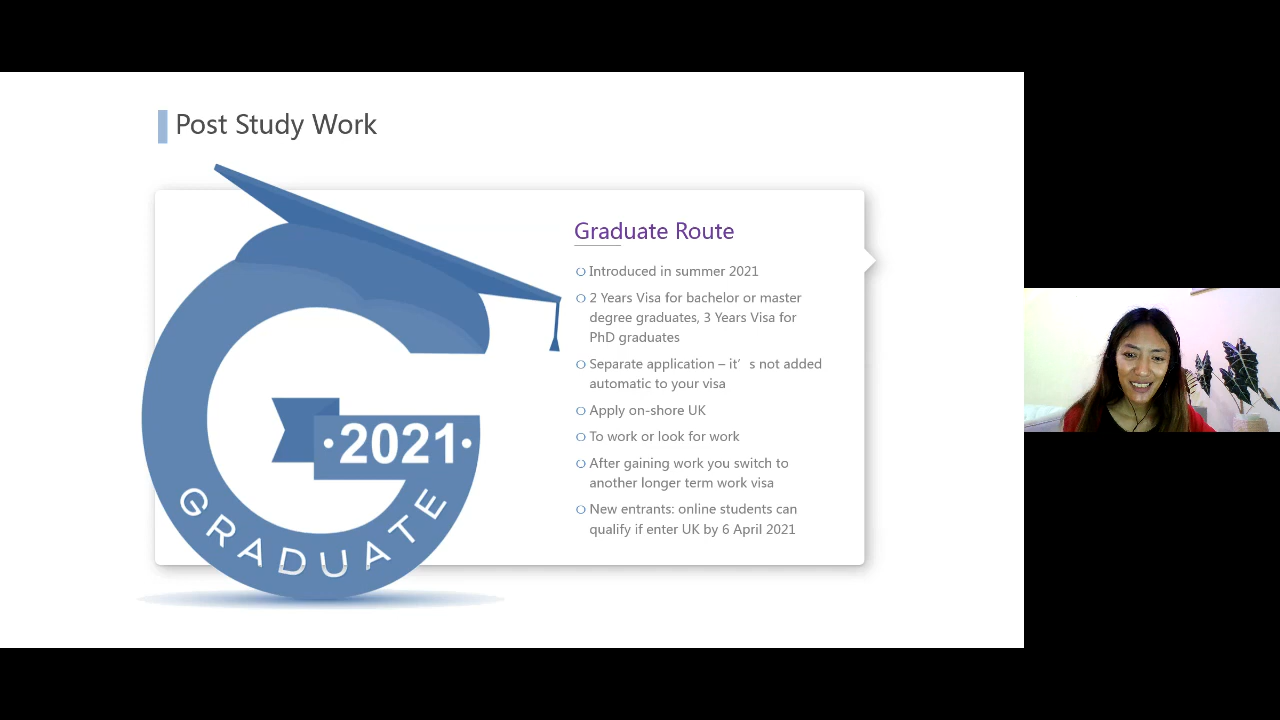 Post Study Work
Graduate Route
Introduced in summer 2021
2 Years Visa for bachelor or master
degree graduates, 3 Years Visa for
PhD graduates
Separate application – it’ s not added
automatic to your visa
Apply on-shore UK
To work or look for work
After gaining work you switch to
another longer term work visa
New entrants: online students can
qualify if enter UK by 6 April 2021
·2021·
GRADUATE